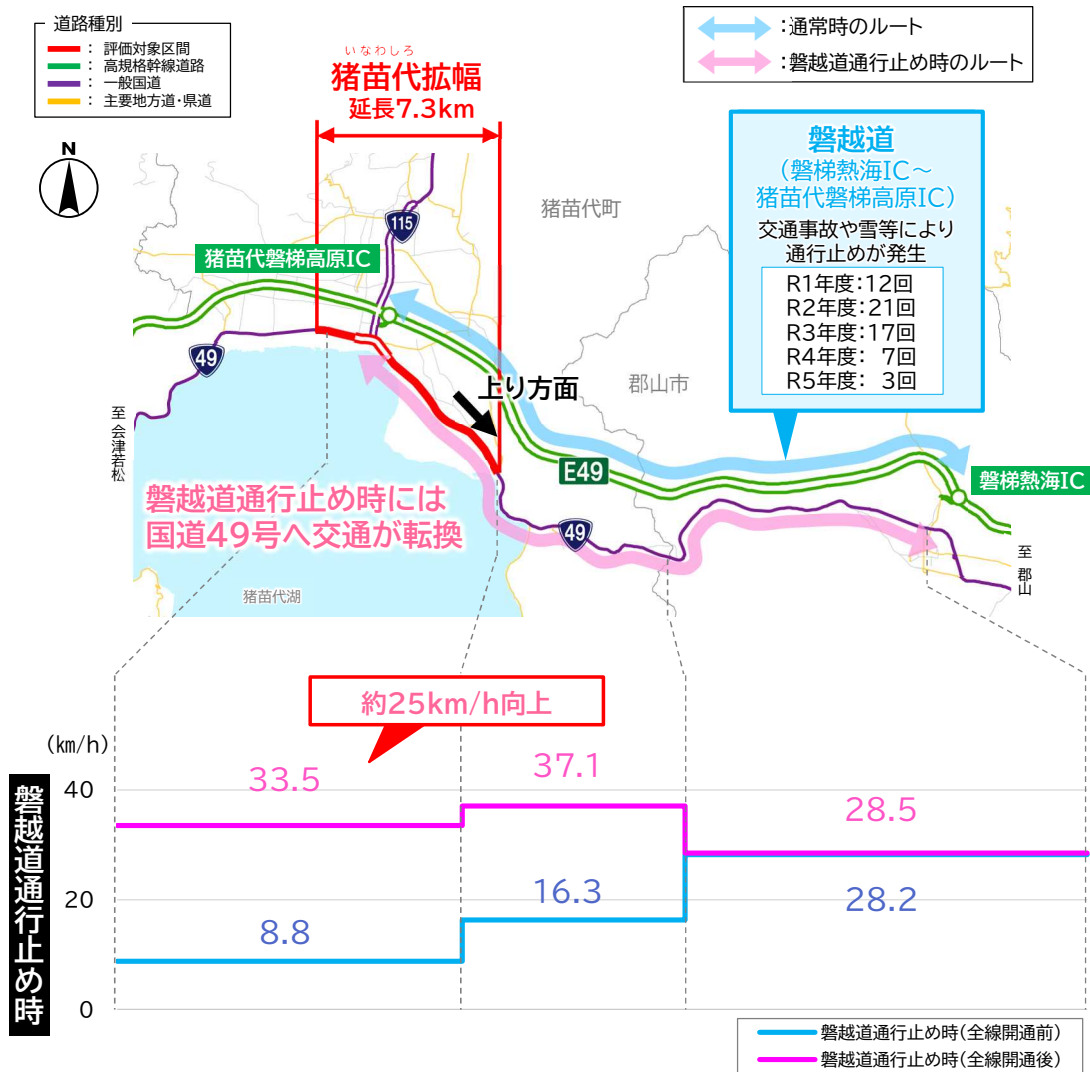 道路種別
：評価対象区間
：高規格幹線道路
：一般国道
：主要地方道・県道
いなわしろ
猪苗代拡幅
延長7.3km
：通常時のルート
：磐越道通行止め時のルート
N
磐越道
（磐梯熱海IC～
猪苗代磐梯高原IC）
交通事故や雪等により
通行止めが発生
R1年度：12回
R2年度：21回
R3年度：17回
R4年度： 7回
R5年度： 3回
猪苗代町
115
猪苗代磐梯高原IC
49
上り方面
郡山市
至 会津若松
E49
磐梯熱海IC
磐越道通行止め時には
国道49号へ交通が転換
49
至 郡山
猪苗代湖
約25km/h向上
(km/h)
磐越道通行止め時
40
20
0
33.5
37.1
28.5
8.8
16.3
28.2
磐越道通行止め時(全線開通前)
磐越道通行止め時(全線開通後)